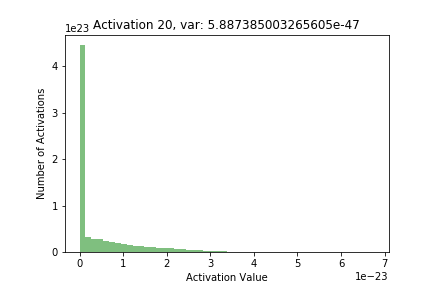 Activation 20, var: 5.887385003265605e-47
1e23
4
3
2
1
0
Number of Activations
0 1 2 3 4 5 6 7
1e−23
Activation Value